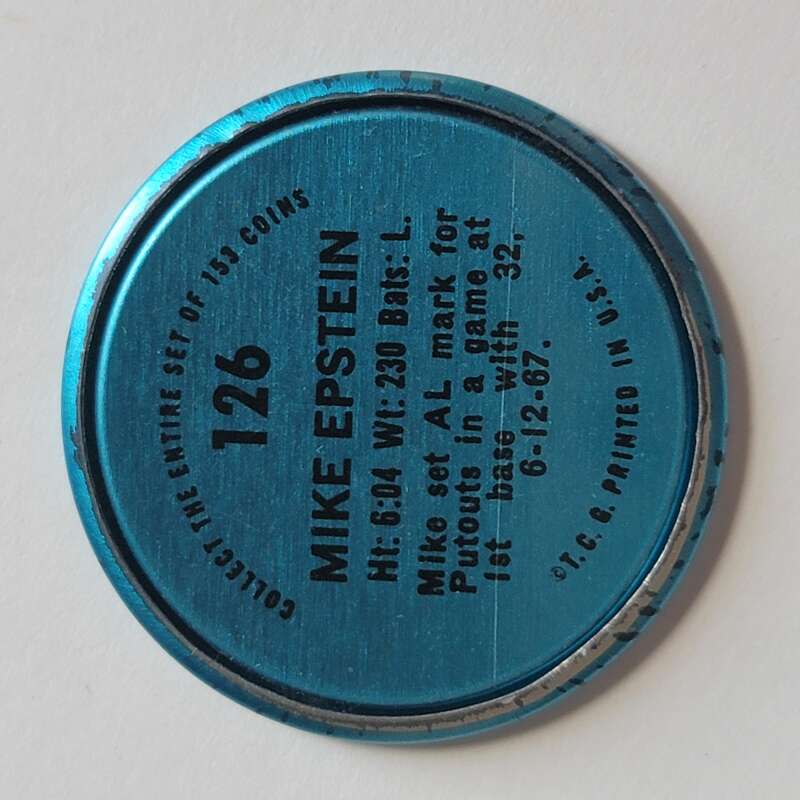 COLLECT THE ENTIRE SET OF 153 COINS
126
MIKE EPSTEIN
Ht: 6:04 Wt: 230 Bats: L.
Mike set AL mark for
Putouts in a game at
1st base with 32,
6-12-67.
©T. C. G. PRINTED IN U.S.A.